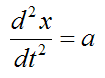 d²x/dt² = a